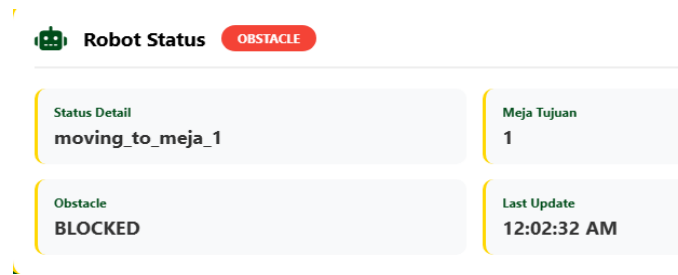 Robot Status OBSTACLE
Status Detail
moving_to_meja_1
Meja Tujuan
1
Obstacle
BLOCKED
Last Update
12:02:32 AM